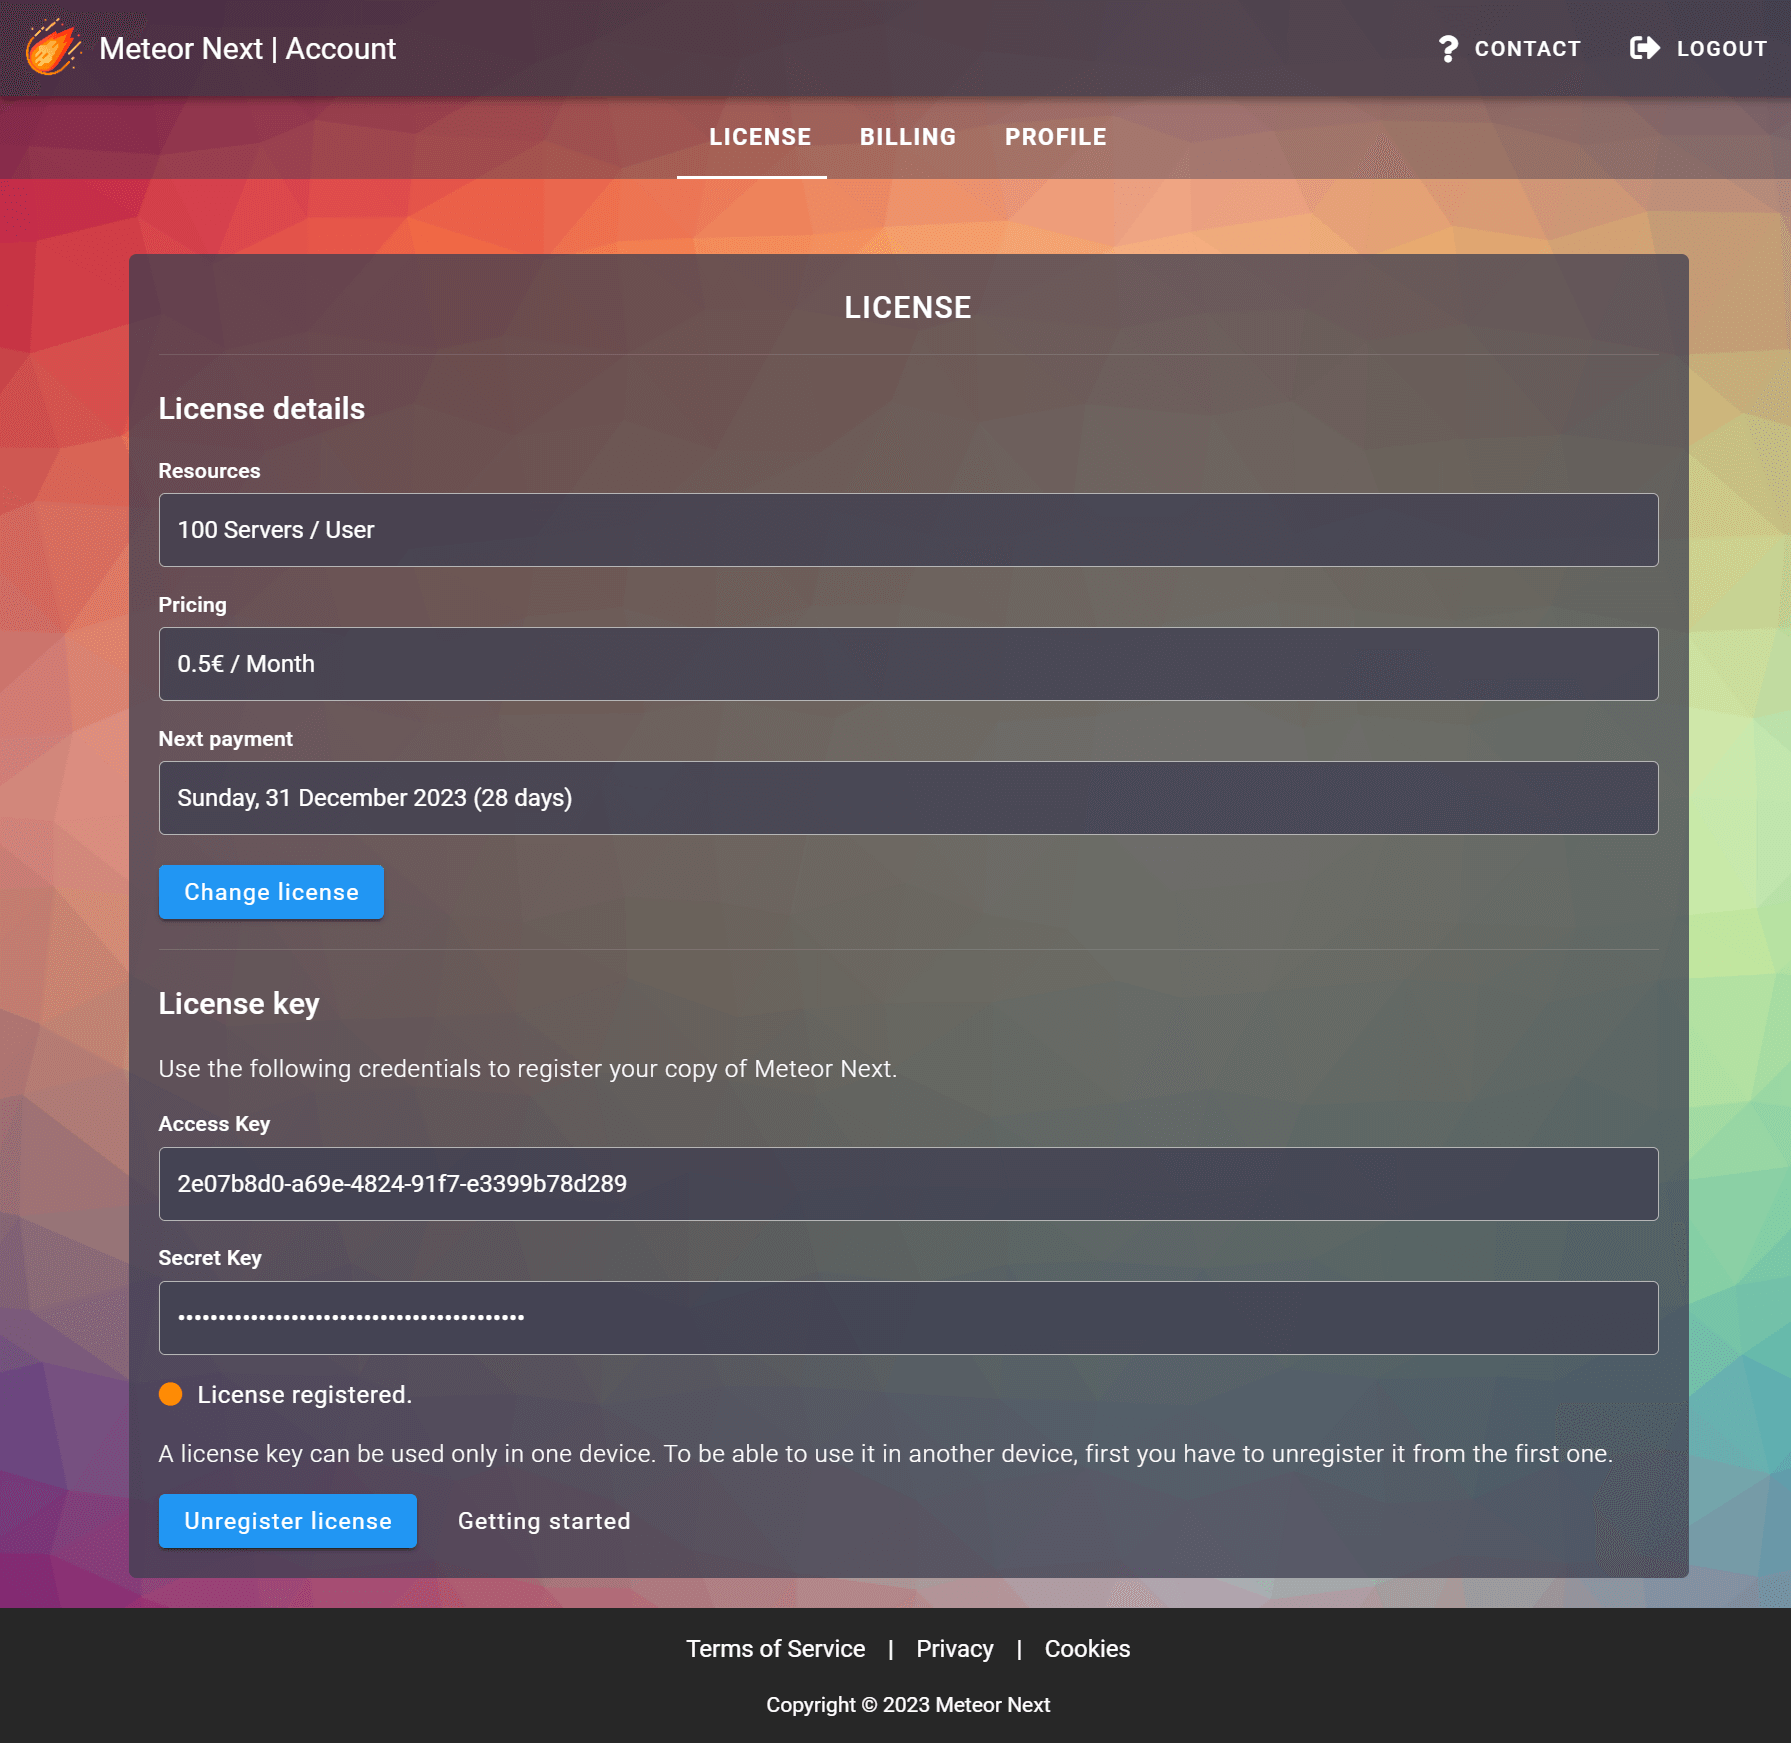 Meteor Next | Account
CONTACT
LOGOUT
LICENSE
BILLING
PROFILE
LICENSE
License details
Resources
100 Servers / User
Pricing
0.5€ / Month
Next payment
Sunday, 31 December 2023 (28 days)
Change license
License key
Use the following credentials to register your copy of Meteor Next.
Access Key
2e07b8d0-a69e-4824-91f7-e3399b78d289
Secret Key
License registered.
A license key can be used only in one device. To be able to use it in another device, first you have to unregister it from the first one.
Unregister license
Getting started
Terms of Service | Privacy | Cookies
Copyright © 2023 Meteor Next